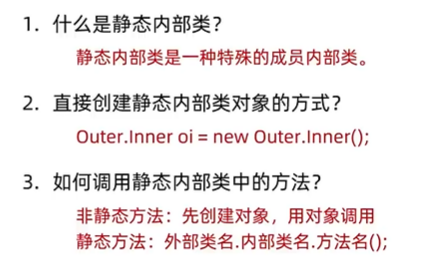 1. 什么是静态内部类？
静态内部类是一种特殊的成员内部类。
2. 直接创建静态内部类对象的方式？
Outer.Inner oi = new Outer.Inner();
3. 如何调用静态内部类中的方法？
非静态方法：先创建对象，用对象调用
静态方法：外部类名.内部类名.方法名();